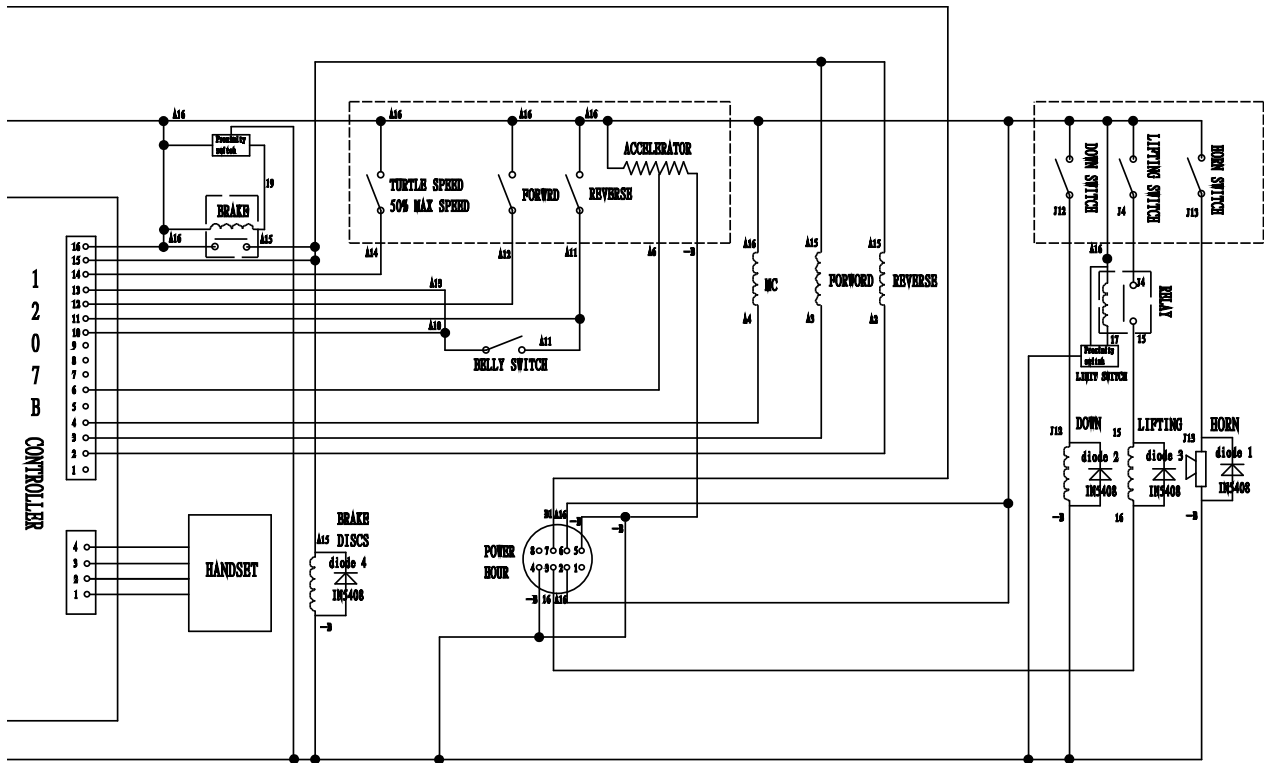 A16
Proximity
switch
19
BRAKE
A16
A15
A16
TURTLE SPEED
50% MAX SPEED
A14
A16
FORWRD
A12
A16
REVERSE
A11
ACCELERATOR
A6
-B
A16
MC
A4
A15
FORWORD
A3
A15
REVERSE
A2
DOWN SWITCH
J12
LIFTING SWITCH
J4
HORN SWITCH
J13
A16
J4
RELAY
17
15
Proximity
switch
LIMIT SWITCH
16
15
14
13
12
11
10
9
8
7
6
5
4
3
2
1
1207B CONTROLLER
A13
A10
A11
BELLY SWITCH
4
3
2
1
HANDSET
BRAKE
DISCS
A15
diode 4
IN5408
-B
POWER
HOUR
B1
A16
-B
-B
8
7
6
5
4
3
2
1
-B
16
A16
DOWN
J12
diode 2
IN5408
-B
LIFTING
15
diode 3
IN5408
16
HORN
J13
diode 1
IN5408
-B